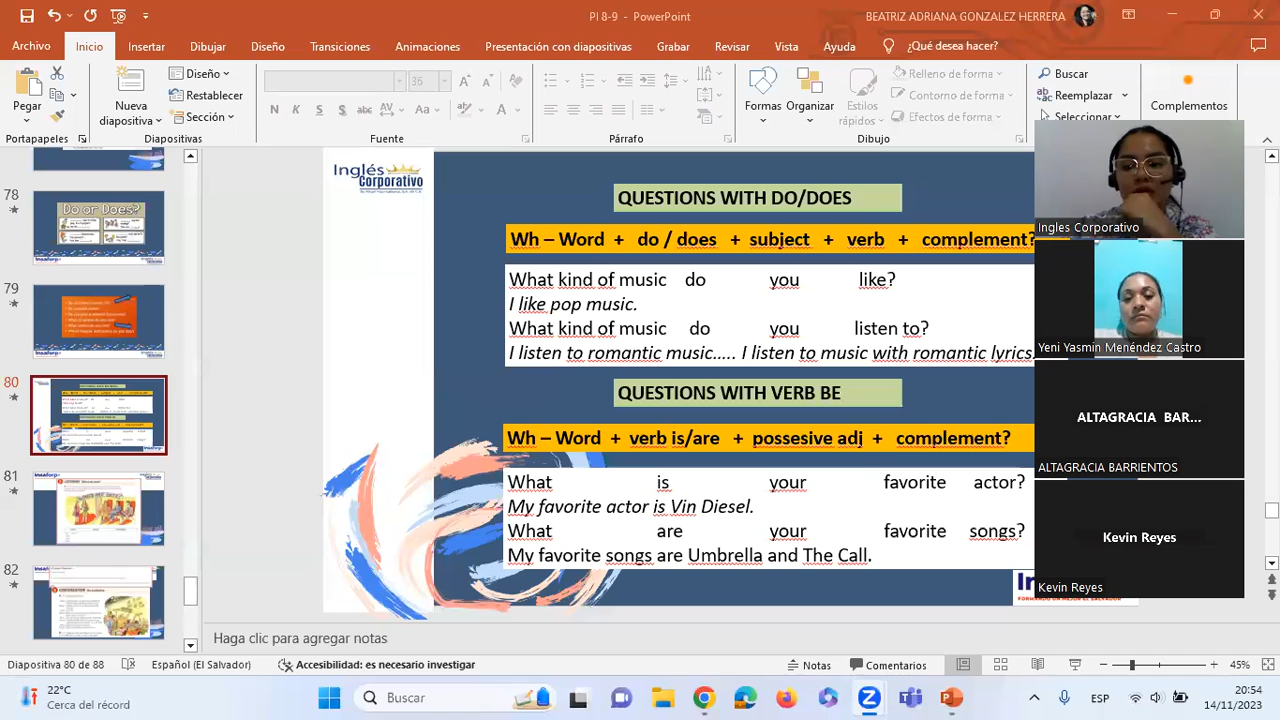 PI 8-9 - PowerPoint
BEATRIZ ADRIANA GONZALEZ HERRERA
Archivo Inicio Insertar Dibujar Diseño Transiciones Animaciones Presentación con diapositivas Grabar Revisar Vista Ayuda ¿Qué desea hacer?
Pegar
Portapapeles
Nueva
diapositiva
Diseño
Restablecer
Sección
Diapositivas
36
N K S S abc AV Aa A
Fuente
Párrafo
Formas
Organizar
Estilos
rápidos
Relleno de forma
Contorno de forma
Efectos de forma
Dibujo
Buscar
Reemplazar
Seleccionar
Complementos
78
Do or Does?
79
80
81
82
Inglés
Corporativo
QUESTIONS WITH DO/DOES
Wh – Word + do / does + subject + verb + complement?
What kind of music do you like?
I like pop music.
What kind of music do you listen to?
I listen to romantic music..... I listen to music with romantic lyrics.
QUESTIONS WITH VERB BE
Wh – Word + verb is/are + possesive adj + complement?
What is your favorite actor?
My favorite actor is Vin Diesel.
What are your favorite songs?
My favorite songs are Umbrella and The Call.
Ingles Corporativo
Yeni Yasmin Menéndez Castro
ALTAGRACIA BAR...
ALTAGRACIA BARRIENTOS
Kevin Reyes
Kevin Reyes
Haga clic para agregar notas
Diapositiva 80 de 88 Español (El Salvador) Accesibilidad: es necesario investigar Notas Comentarios 45%
22°C
Cerca del récord
Buscar
ESP
20:54
14/11/2023